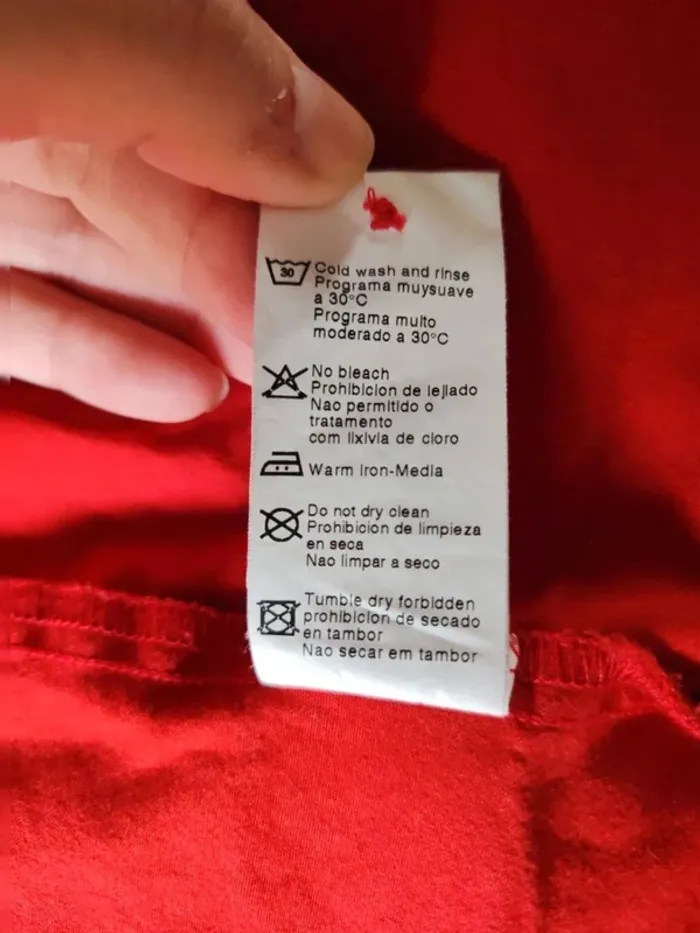 30
Cold wash and rinse
Programa muysuave
a 30°C
Programa multo
moderado a 30°C
No bleach
Prohibicion de lejlado
Nao permitido o
tratamento
com lixivia de cloro
Warm iron-Media
Do not dry clean
Prohibicion de limpieza
en seca
Nao limpar a seco
Tumble dry forbidden
prohibicion de secado
en tambor
Nao secar em tambor